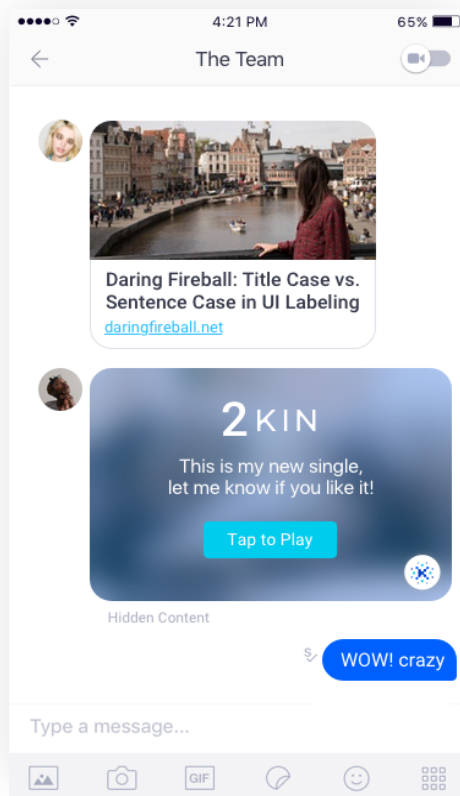 4:21 PM
65%
The Team
Daring Fireball: Title Case vs.
Sentence Case in UI Labeling
daringfireball.net
2 KIN
This is my new single,
let me know if you like it!
Tap to Play
K
Hidden Content
S
WOW! crazy
Type a message...
GIF